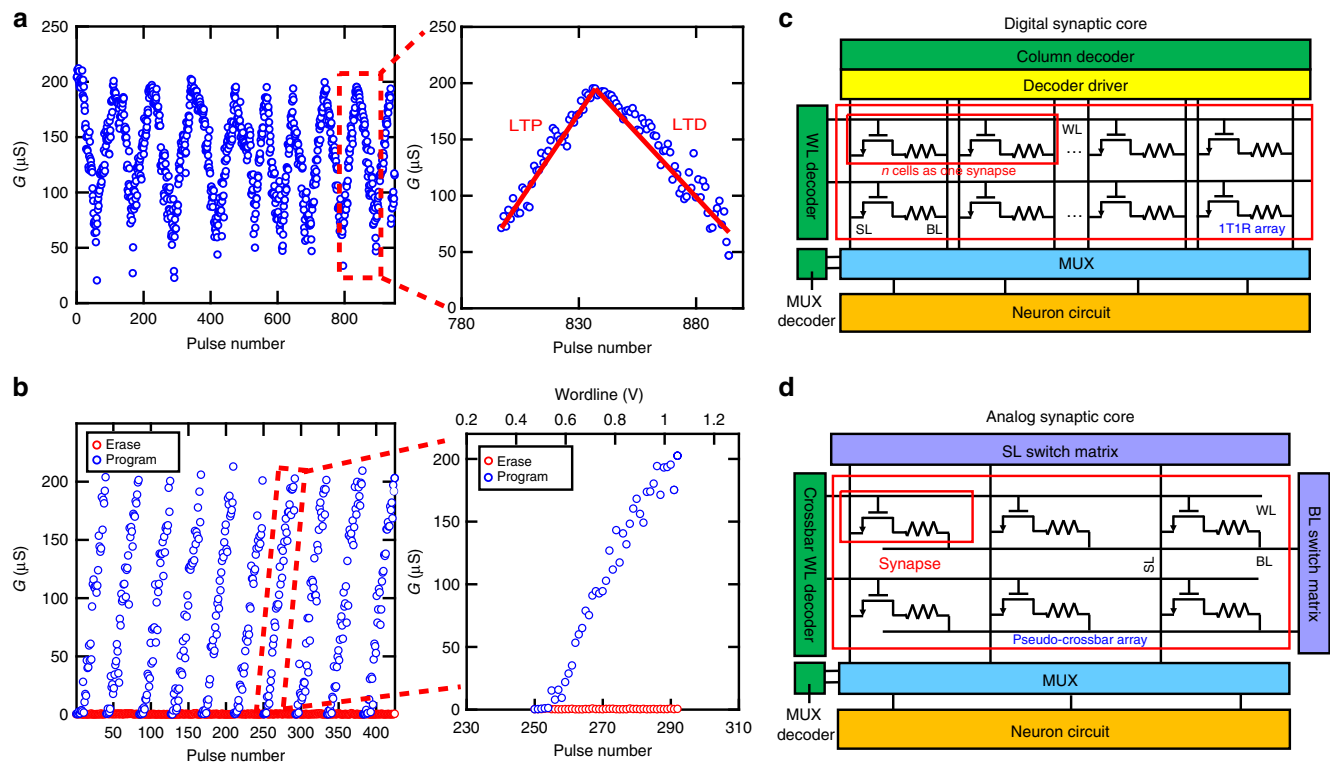 a
250
200
150
100
50
0
G (µS)
0
200
400
600
800
Pulse number
250
200
150
100
50
0
G (µS)
LTP
LTD
780
830
880
Pulse number
b
Erase
Program
200
150
100
50
0
G (µS)
50
100
150
200
250
300
350
400
Pulse number
Wordline (V)
0.2
0.4
0.6
0.8
1
1.2
Erase
Program
200
150
100
50
0
G (µS)
230
250
270
290
310
Pulse number
c
Digital synaptic core
Column decoder
Decoder driver
WL decoder
WL
...
n cells as one synapse
...
SL
BL
1T1R array
MUX
MUX
decoder
Neuron circuit
d
Analog synaptic core
SL switch matrix
Crossbar WL decoder
BL switch matrix
WL
Synapse
SL
BL
Pseudo-crossbar array
MUX
MUX
decoder
Neuron circuit